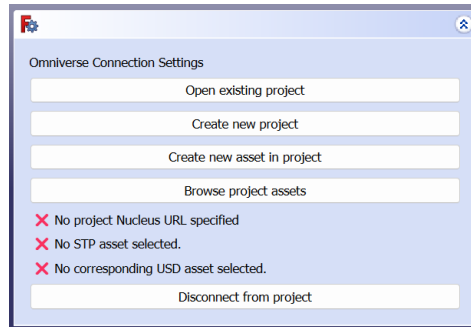 Omniverse Connection Settings
Open existing project
Create new project
Create new asset in project
Browse project assets
No project Nucleus URL specified
No STP asset selected.
No corresponding USD asset selected.
Disconnect from project